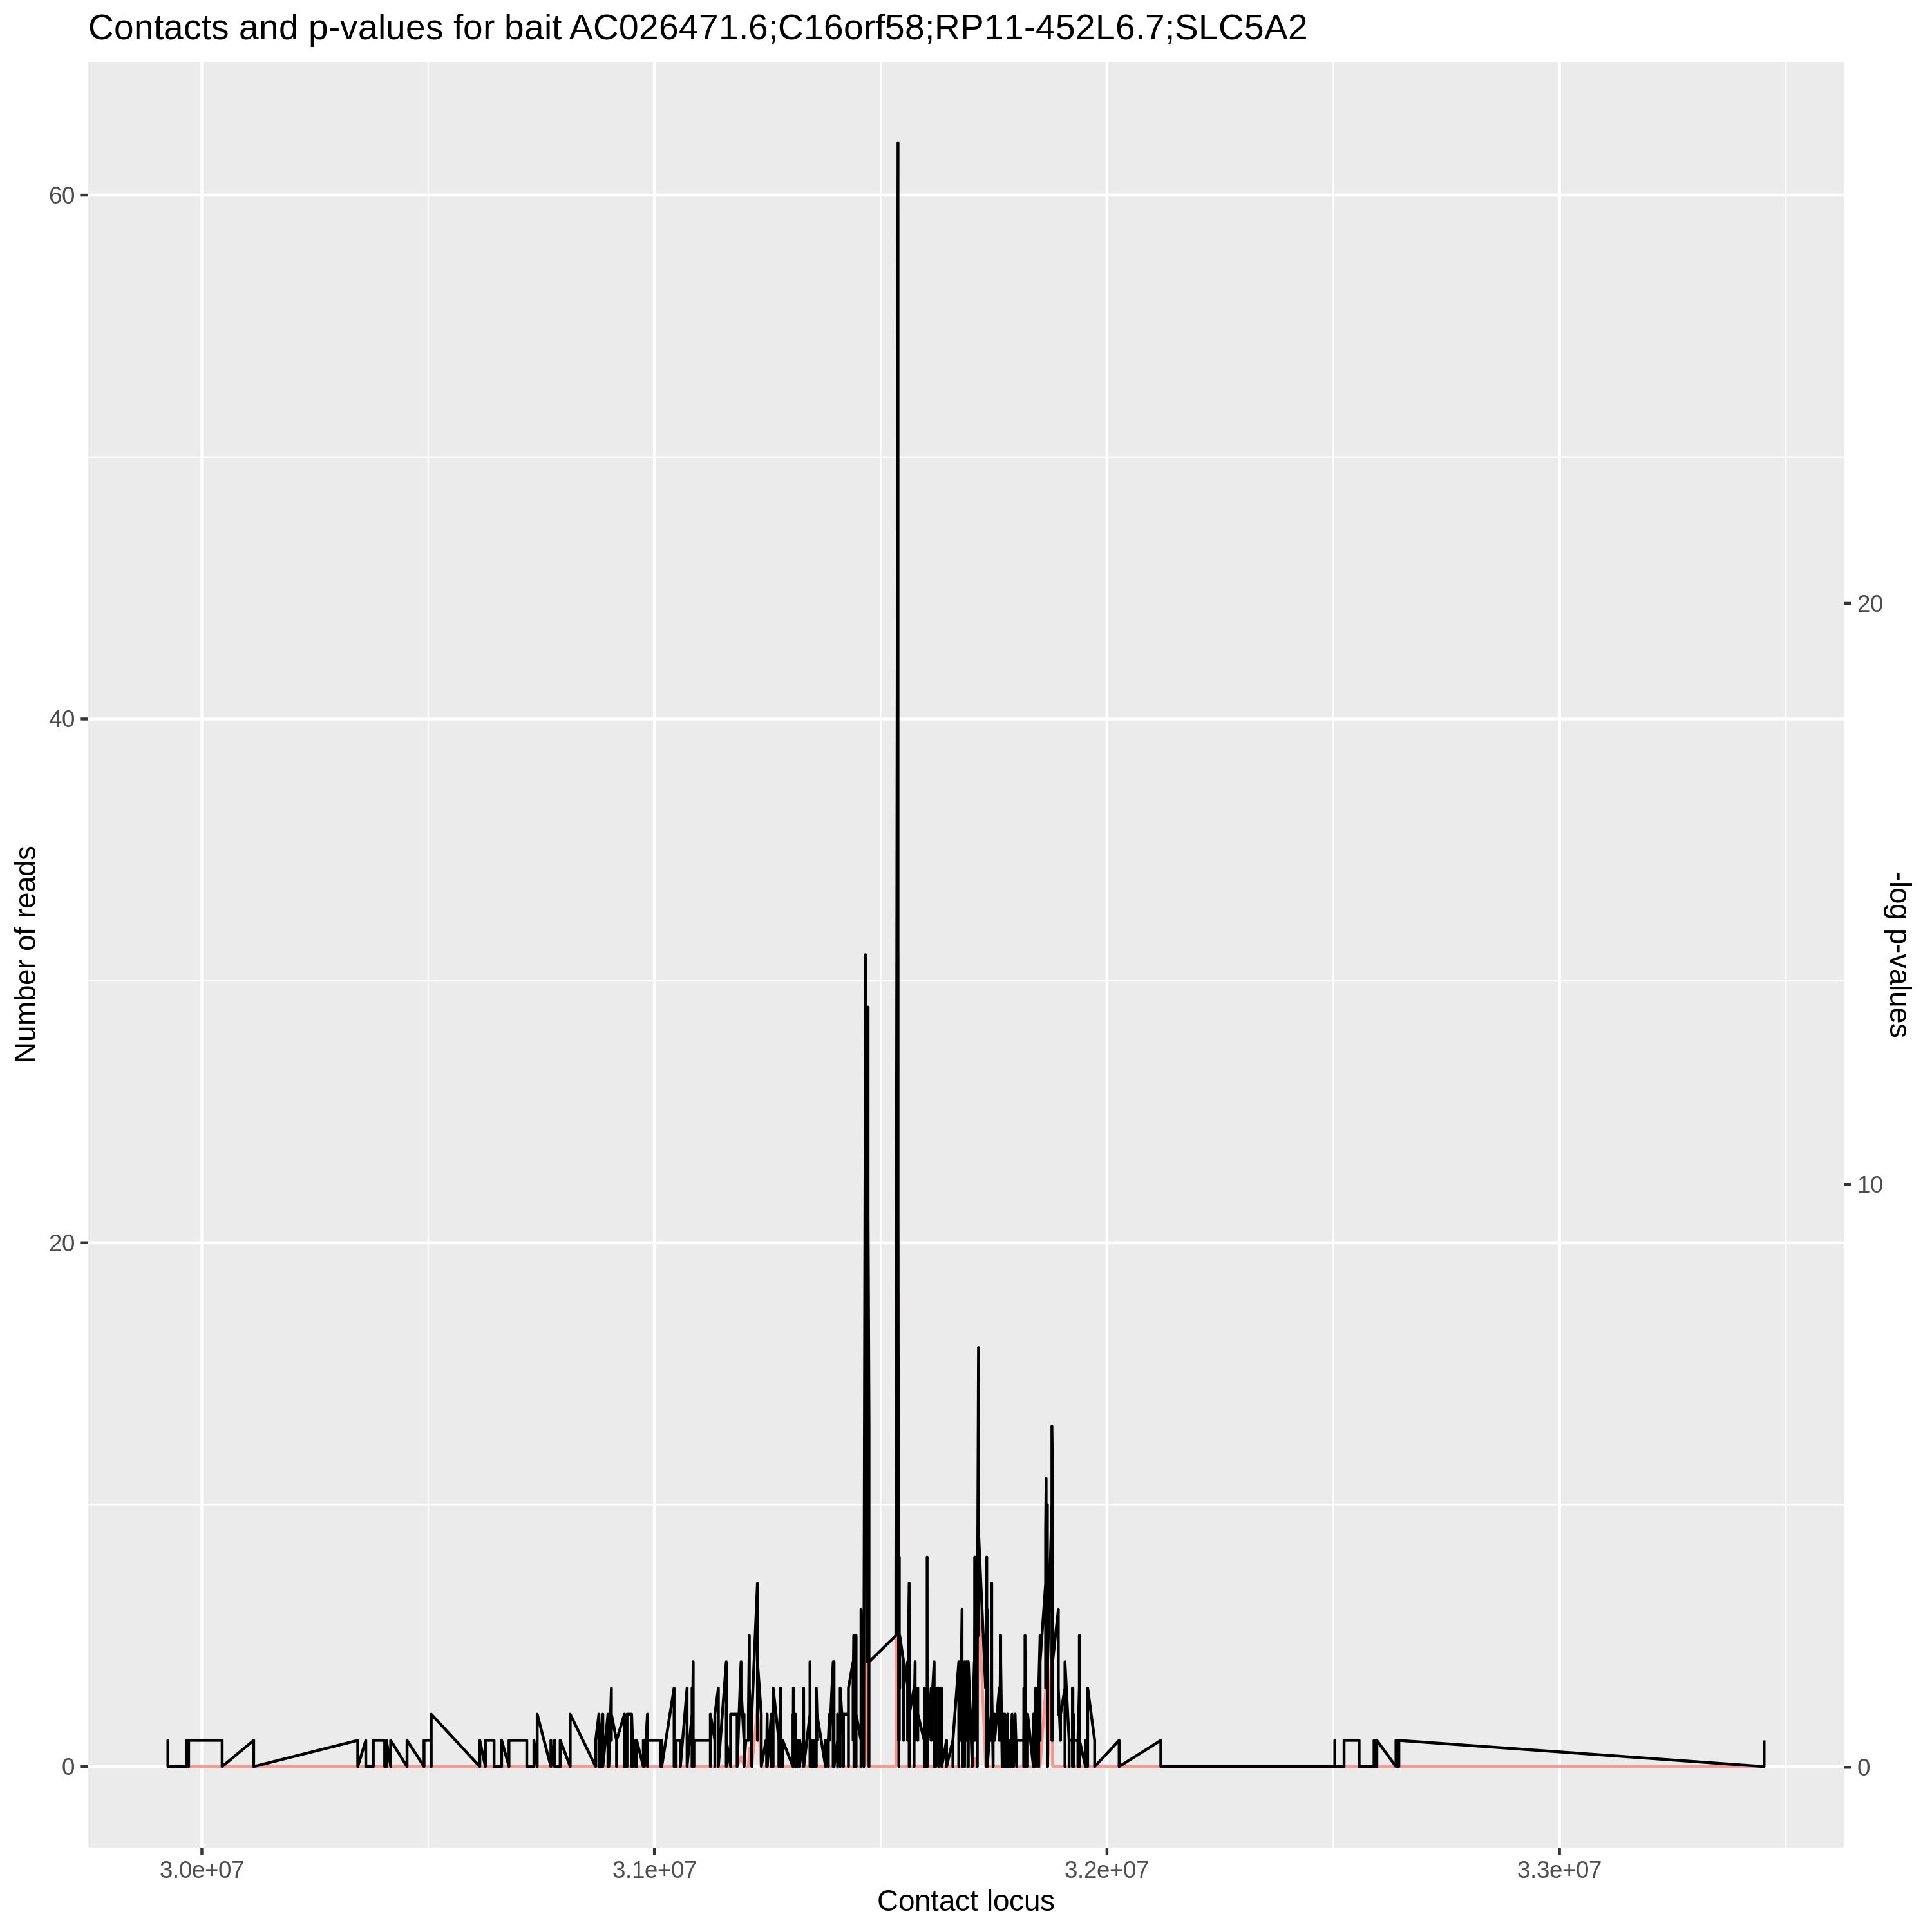 Contacts and p-values for bait AC026471.6;C16orf58;RP11-452L6.7;SLC5A2
60
40
20
0
Number of reads
20
10
0
-log p-values
3.0e+07
3.1e+07
3.2e+07
3.3e+07
Contact locus